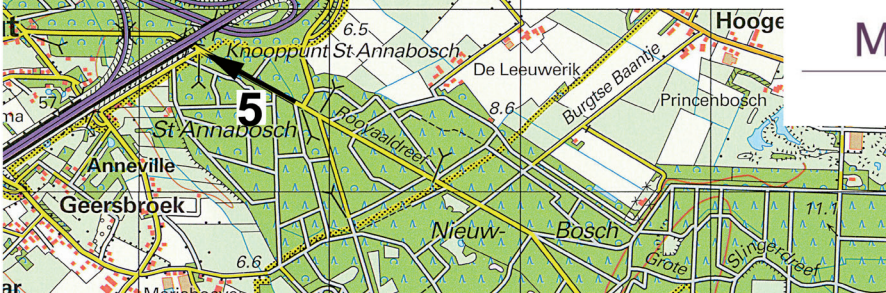 6.5
Hooge
M
Knooppunt St-Annabosch
De Leeuwerik
57
5
Burgtse Baantje
Princenbosch
8.6
St Annabosch
Roovaaldreef
Anneville
Geersbroek
11.1
Nieuw- Bosch
Grote
Slingerdreef
6.6